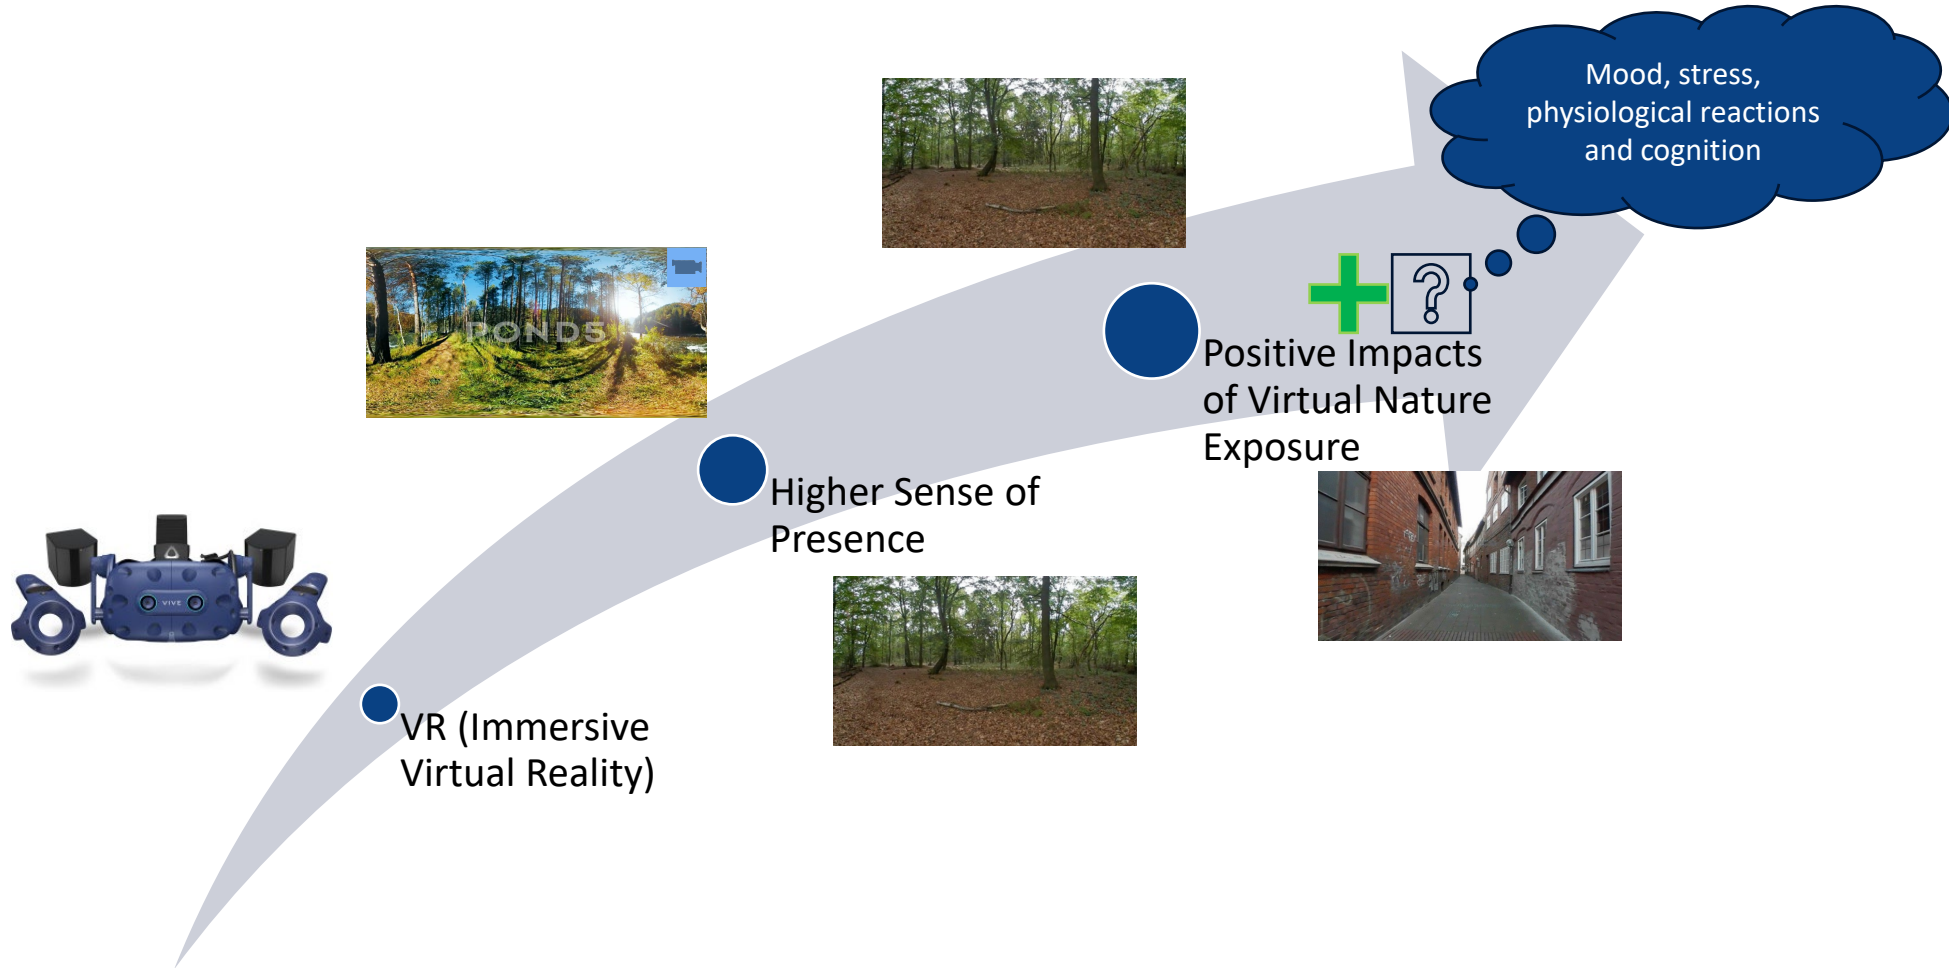 Mood, stress,
physiological reactions
and cognition
POND5
?
Positive Impacts
of Virtual Nature
Exposure
Higher Sense of
Presence
VIVE
VR (Immersive
Virtual Reality)